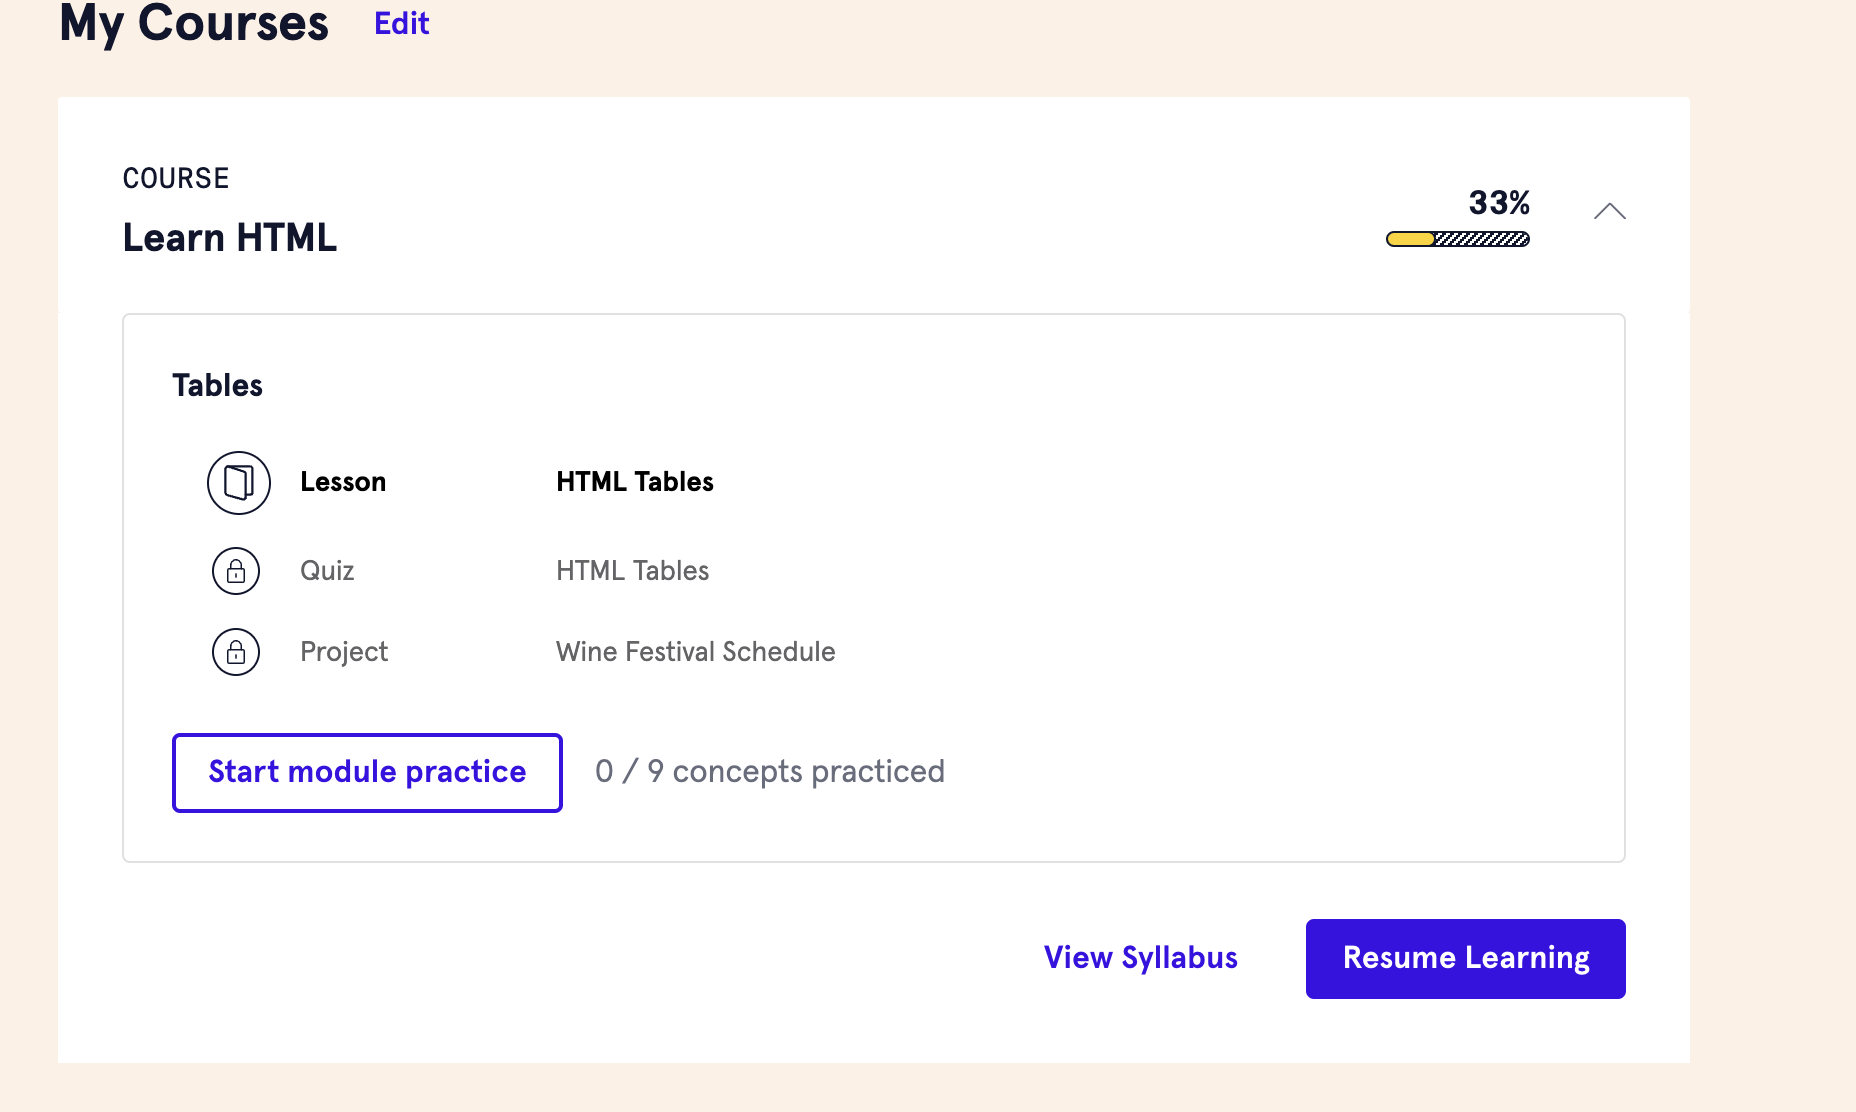 My Courses Edit
COURSE
Learn HTML
33%
Tables
Lesson HTML Tables
Quiz HTML Tables
Project Wine Festival Schedule
Start module practice 0 / 9 concepts practiced
View Syllabus Resume Learning